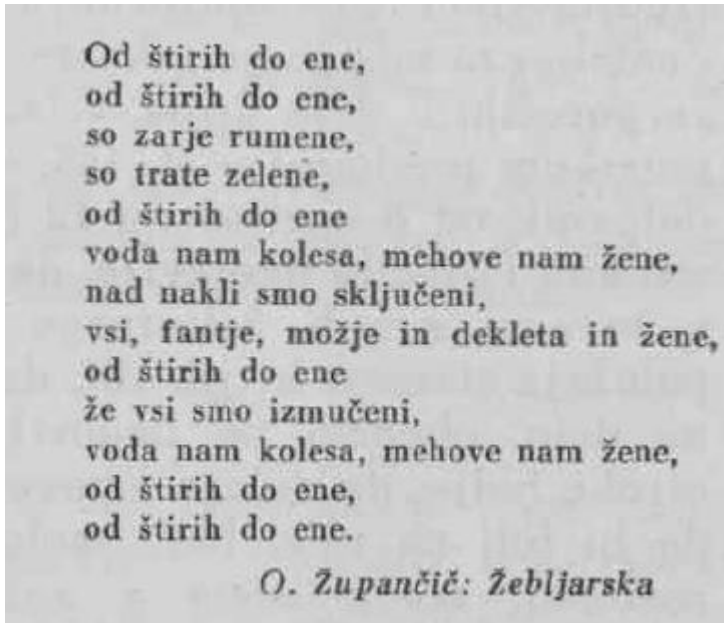 Od štirih do ene,
od štirih do ene,
so zarje rumene,
so trate zelene,
od štirih do ene
voda nam kolesa, mehove nam žene,
nad nakli smo sključeni,
vsi, fantje, možje in dekleta in žene,
od štirih do ene
že vsi smo izmučeni,
voda nam kolesa, mehove nam žene,
od štirih do ene,
od štirih do ene.
O. Župančič: Žebljarska